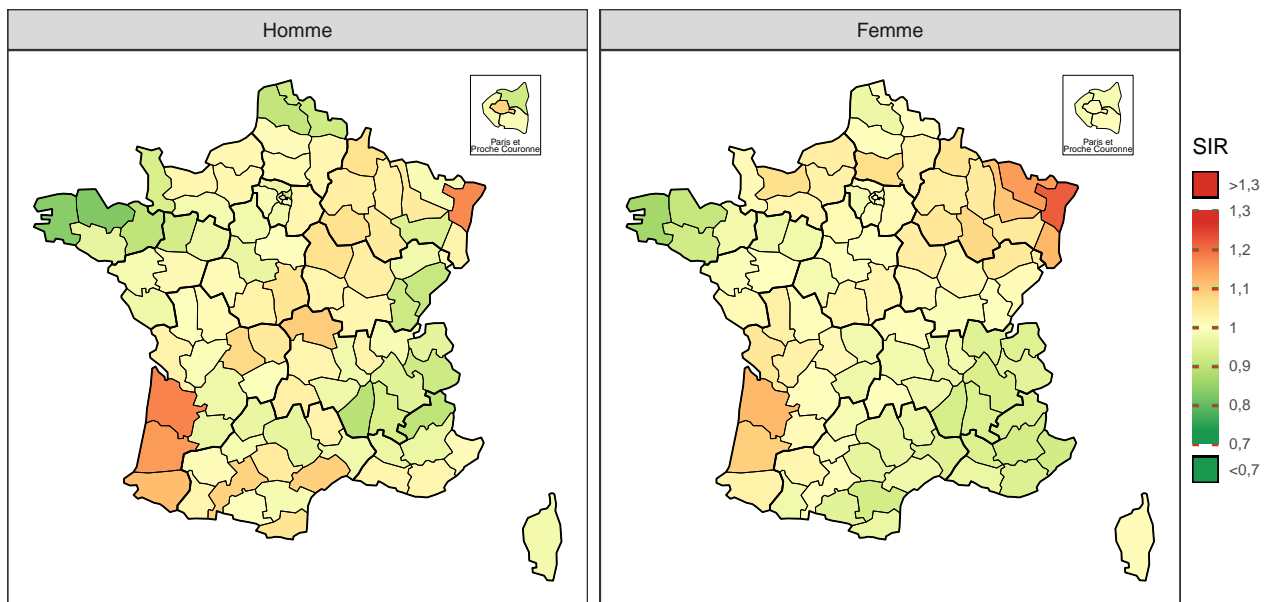 Homme
Femme
Paris et
Proche Couronne
Paris et
Proche Couronne
SIR
>1,3
1,3
1,2
1,1
1
0,9
0,8
0,7
<0,7